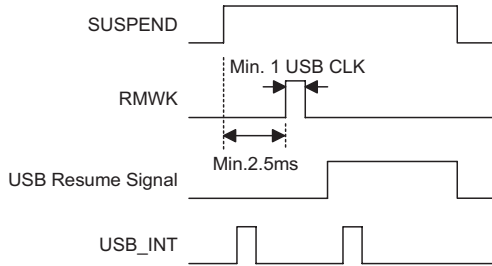 SUSPEND
Min. 1 USB CLK
RMWK
Min.2.5ms
USB Resume Signal
USB_INT